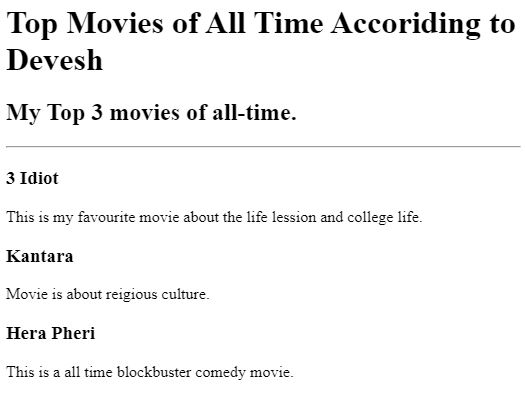 Top Movies of All Time Accoriding to
Devesh
My Top 3 movies of all-time.
3 Idiot
This is my favourite movie about the life lession and college life.
Kantara
Movie is about reigious culture.
Hera Pheri
This is a all time blockbuster comedy movie.